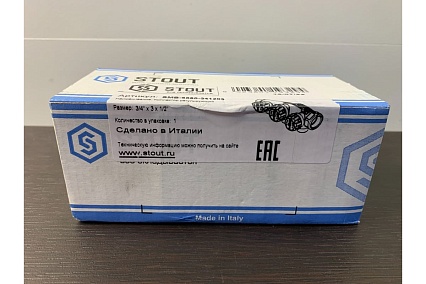 STOUT
STOUT
Артикул:
Размер: 3/4" x 3 x 1/2"
Количество в упаковке: 1
Сделано в Италии
Техническую информацию можно получить на сайте
www.stout.ru
EAC
Made in Italy